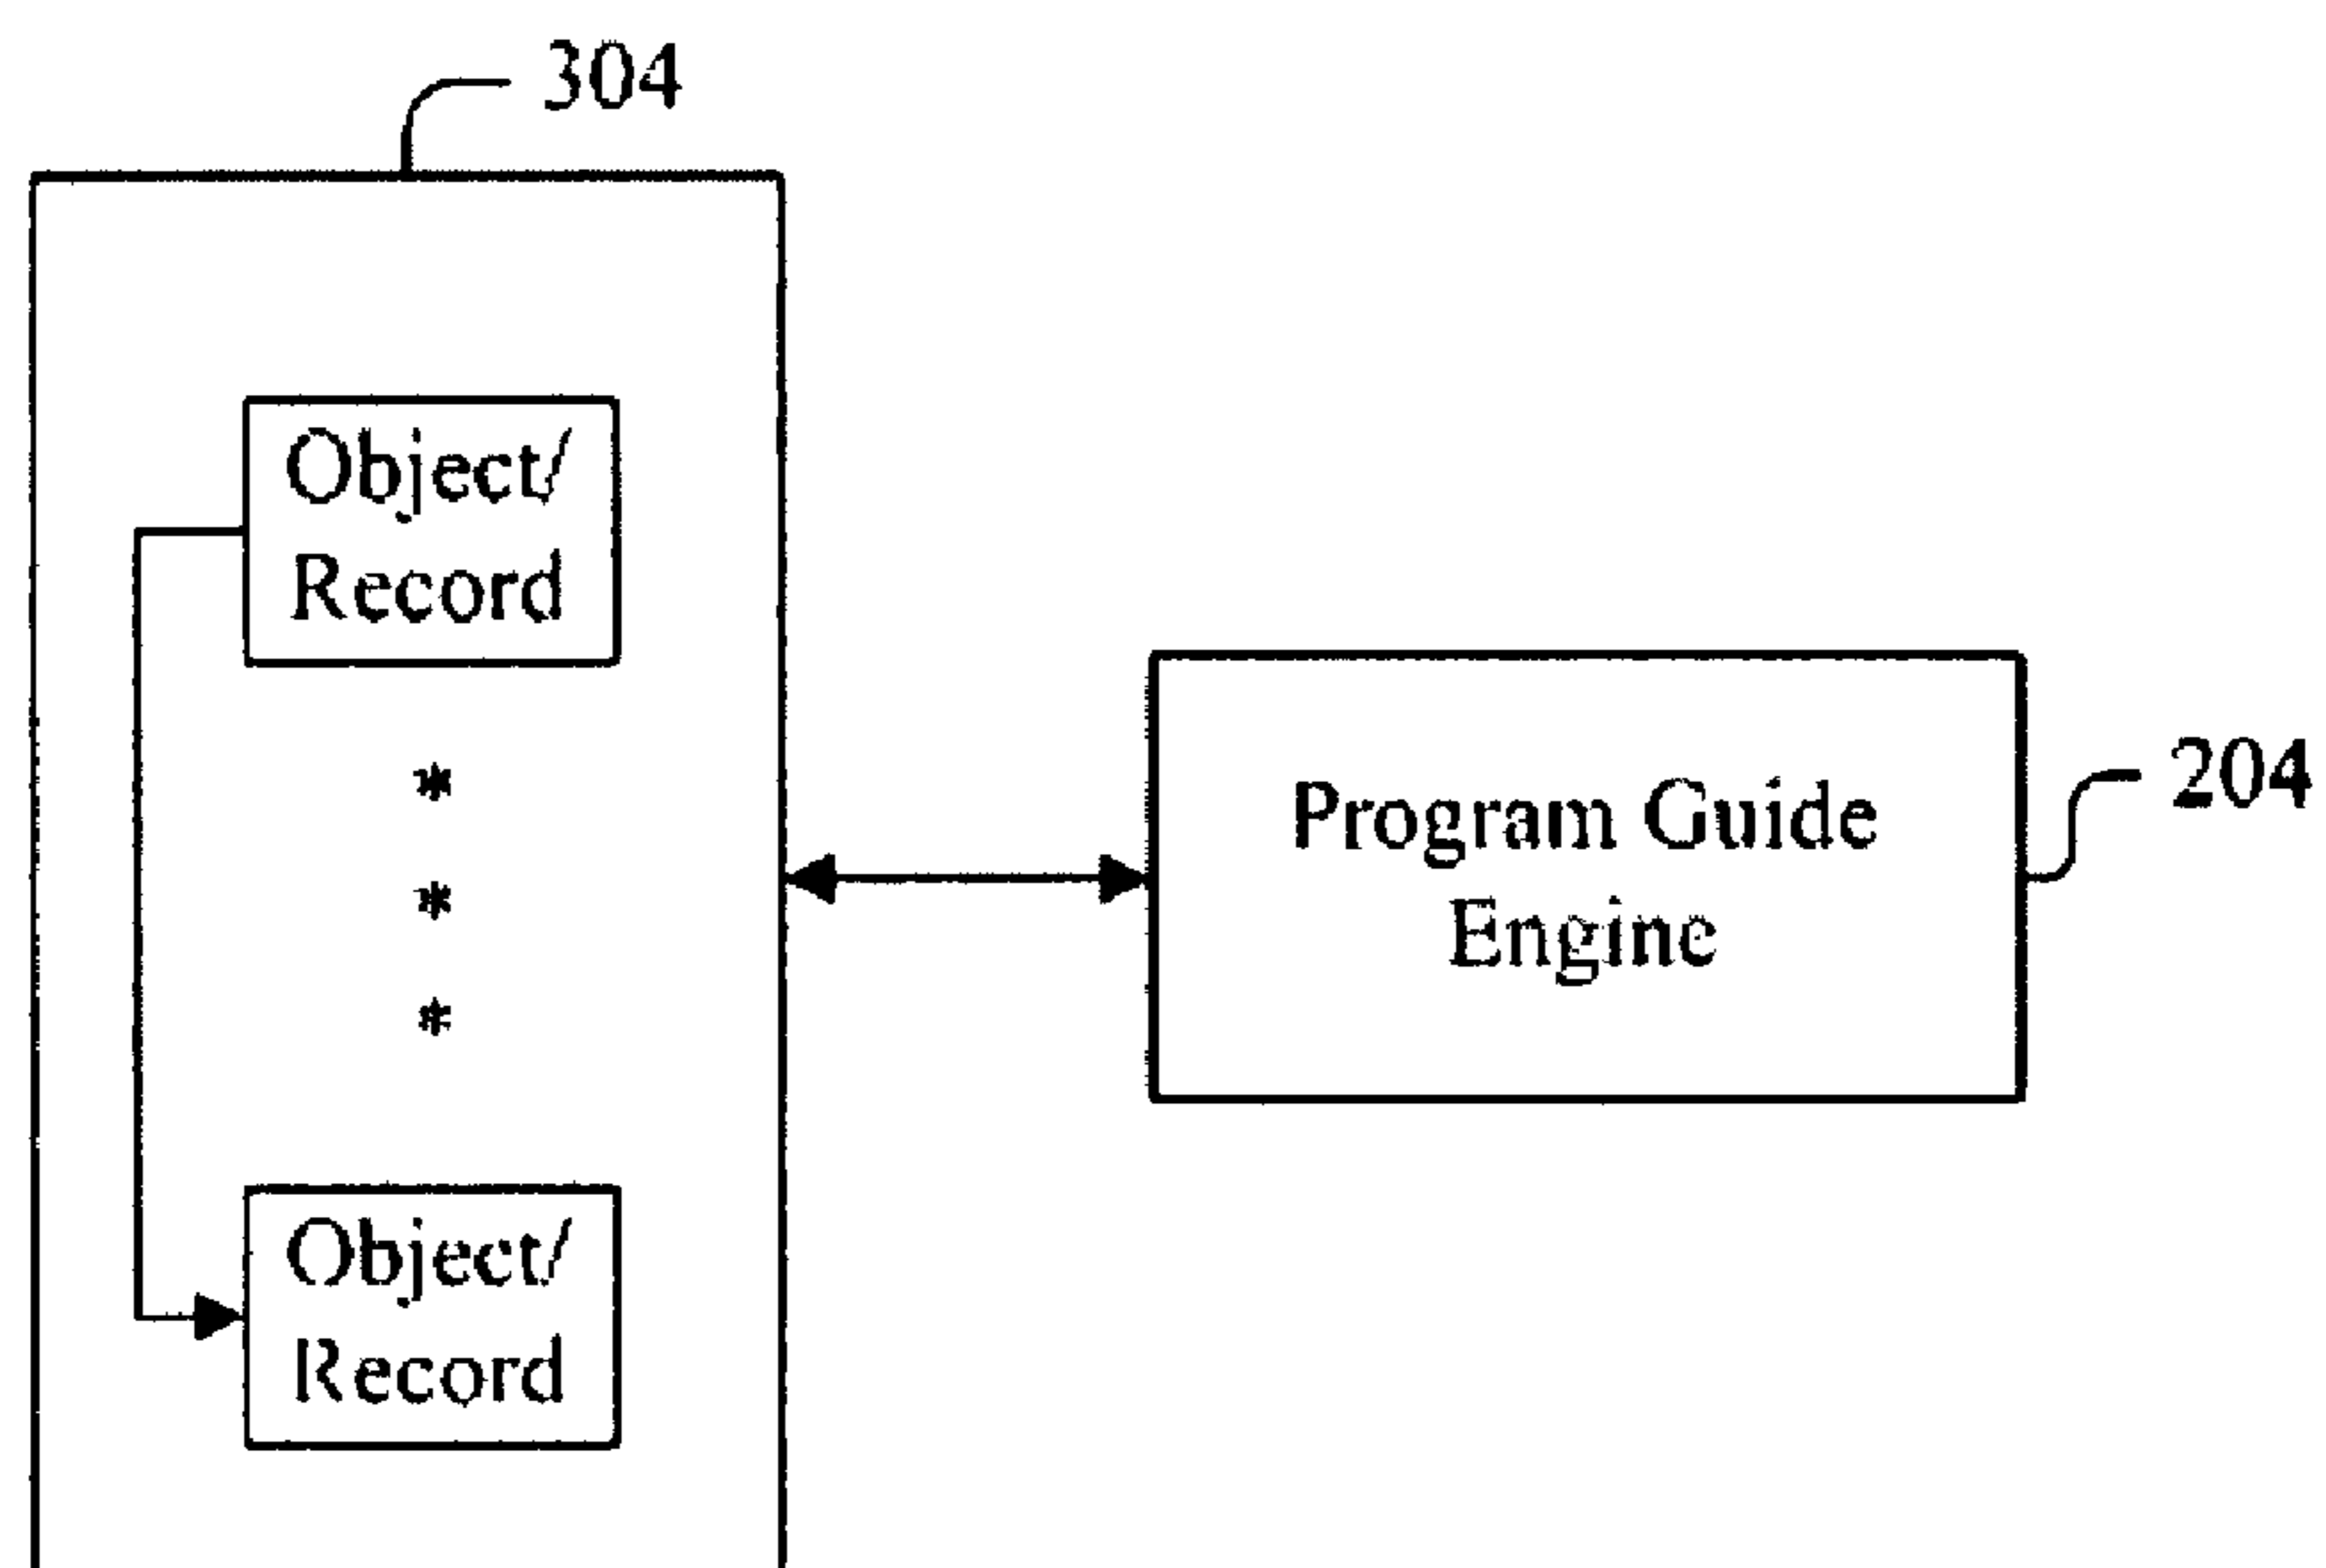 304
Object/
Record
*
*
*
Object/
Record
Program Guide
Engine
204